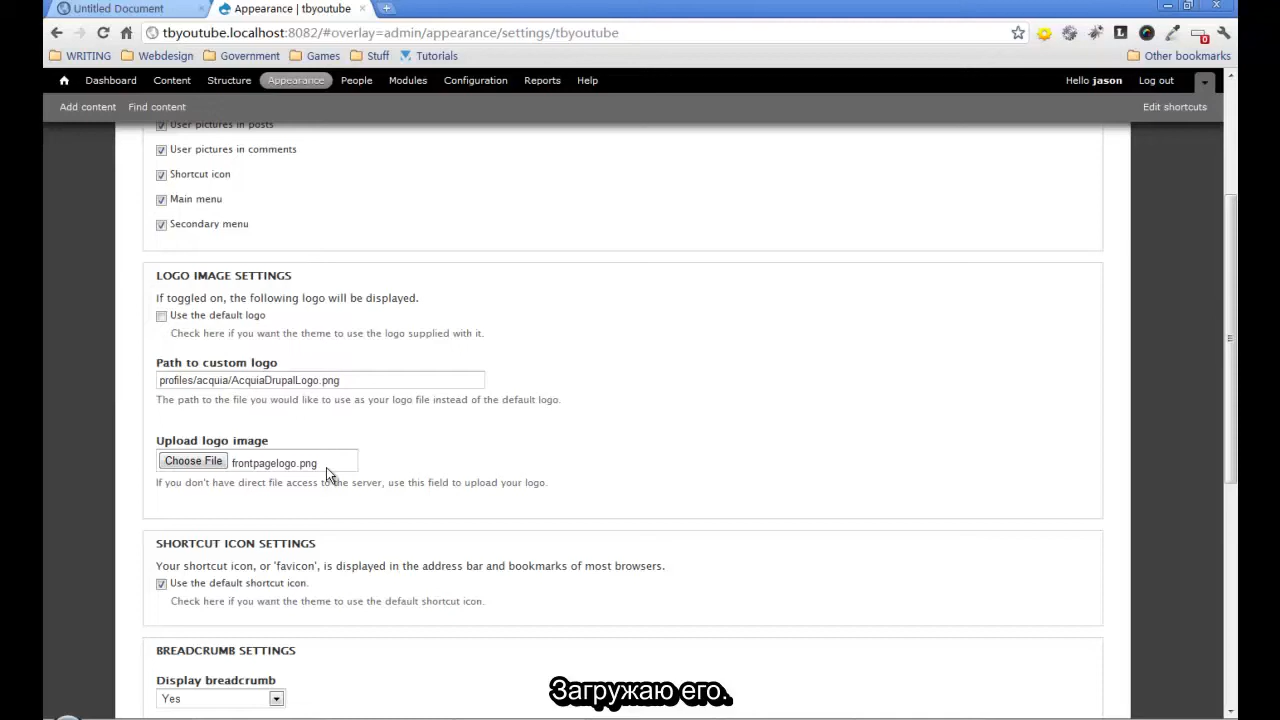 Untitled Document
Appearance | tbyoutube
tbyoutube.localhost:8082/#overlay=admin/appearance/settings/tbyoutube
WRITING Webdesign Government Games Stuff Tutorials Other bookmarks
Dashboard Content Structure Appearance People Modules Configuration Reports Help Hello jason Log out
Add content Find content Edit shortcuts
User pictures in posts
User pictures in comments
Shortcut icon
Main menu
Secondary menu
LOGO IMAGE SETTINGS
If toggled on, the following logo will be displayed.
Use the default logo
Check here if you want the theme to use the logo supplied with it.
Path to custom logo
profiles/acquia/AcquiaDrupalLogo.png
The path to the file you would like to use as your logo file instead of the default logo.
Upload logo image
Choose File frontpagelogo.png
If you don't have direct file access to the server, use this field to upload your logo.
SHORTCUT ICON SETTINGS
Your shortcut icon, or 'favicon', is displayed in the address bar and bookmarks of most browsers.
Use the default shortcut icon.
Check here if you want the theme to use the default shortcut icon.
BREADCRUMB SETTINGS
Display breadcrumb
Yes
Загружаю его.